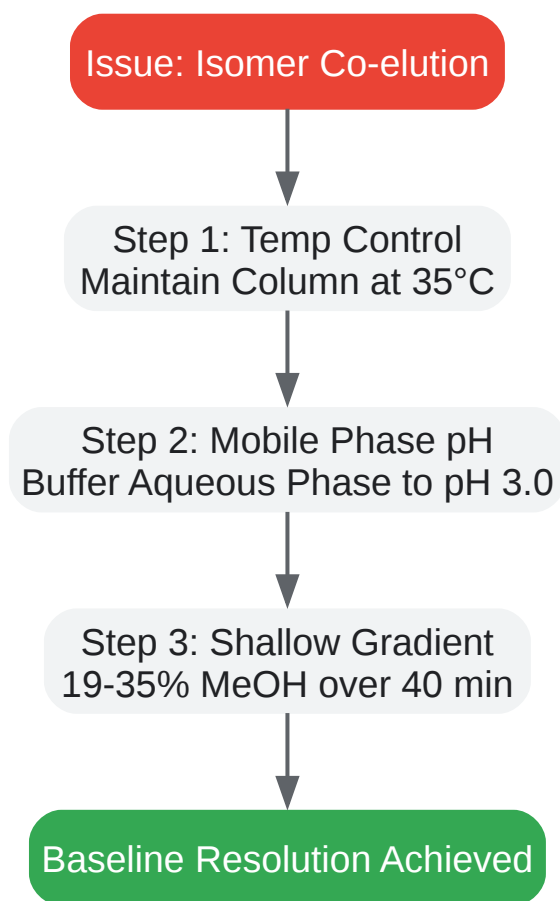 Issue: Isomer Co-elution
Step 1: Temp Control
Maintain Column at 35°C
Step 2: Mobile Phase pH
Buffer Aqueous Phase to pH 3.0
Step 3: Shallow Gradient
19-35% MeOH over 40 min
Baseline Resolution Achieved